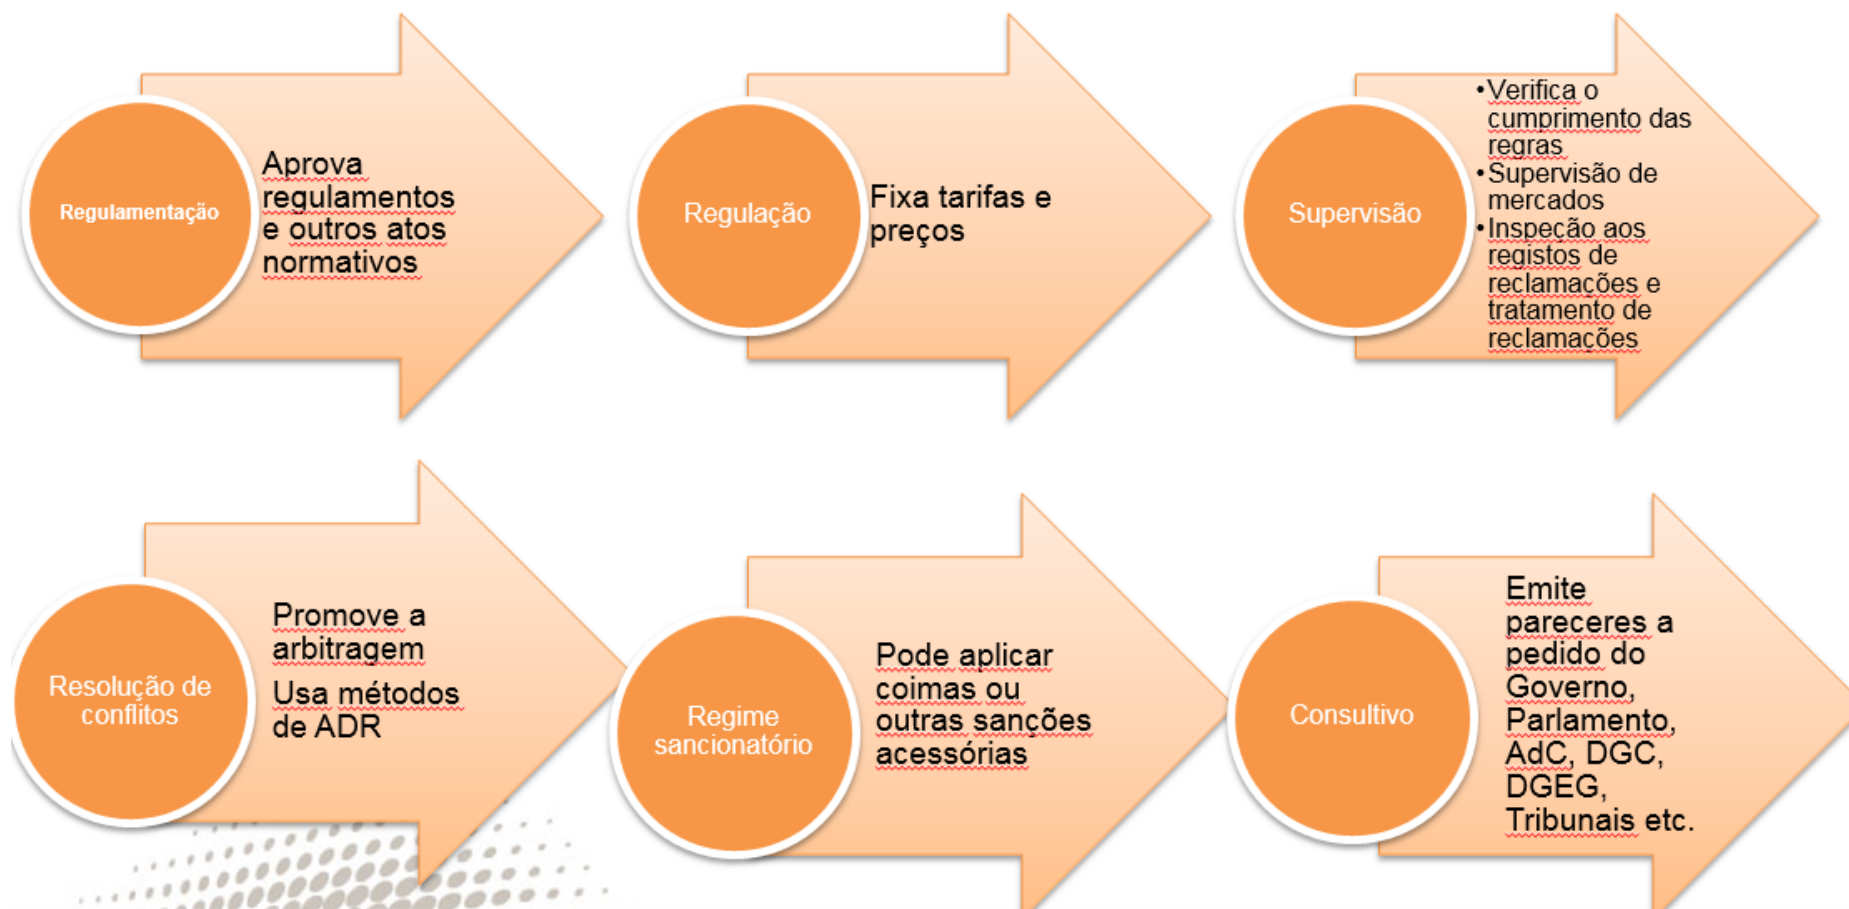 Regulamentação
Aprova
regulamentos
e outros atos
normativos
Regulação
Fixa tarifas e
preços
Supervisão
•Verifica o
cumprimento das
regras
•Supervisão de
mercados
•Inspeção aos
registos de
reclamações e
tratamento de
reclamações
Resolução de
conflitos
Promove a
arbitragem
Usa métodos
de ADR
Regime
sancionatório
Pode aplicar
coimas ou
outras sanções
acessórias
Consultivo
Emite
pareceres a
pedido do
Governo,
Parlamento,
AdC, DGC,
DGEG,
Tribunais etc.